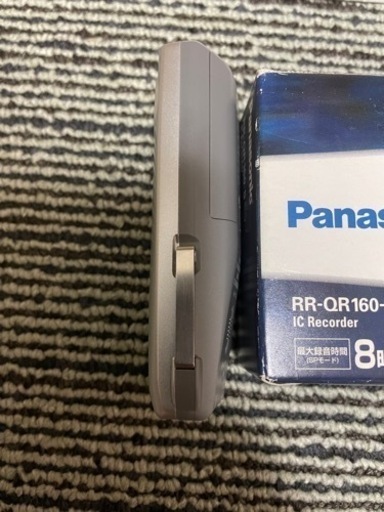 Panas
RR-QR160-
IC Recorder
最大録音時間
(SPモード)
8時